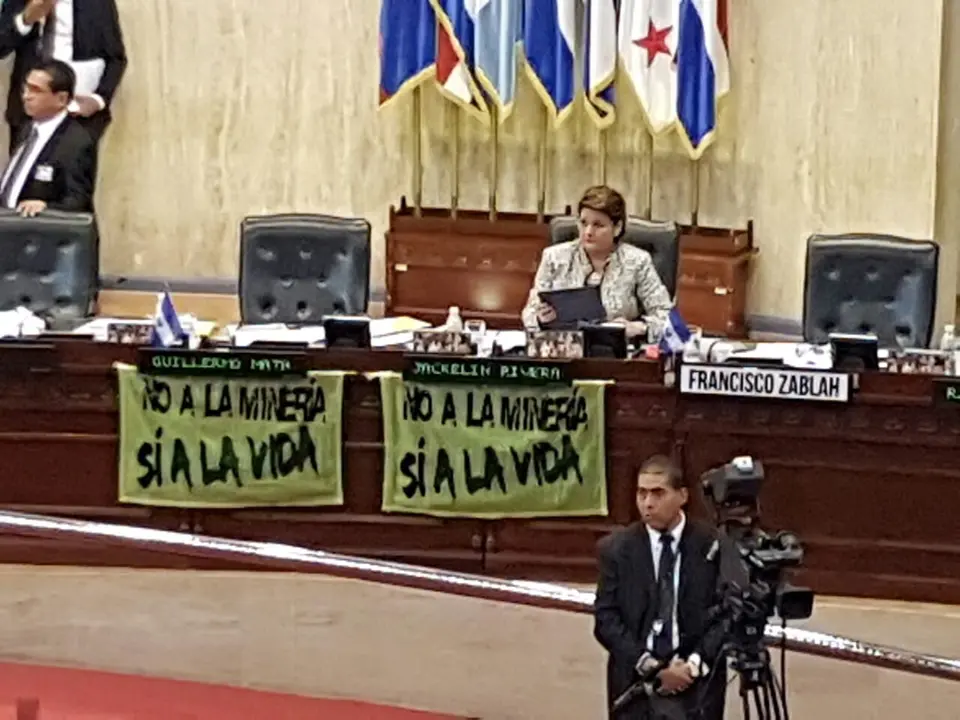 GUILLERMO MATA
JACKELIN RIVERA
FRANCISCO ZABLAH
NO A LA MINERÍA
SÍ A LA VIDA
NO A LA MINERÍA
SÍ A LA VIDA